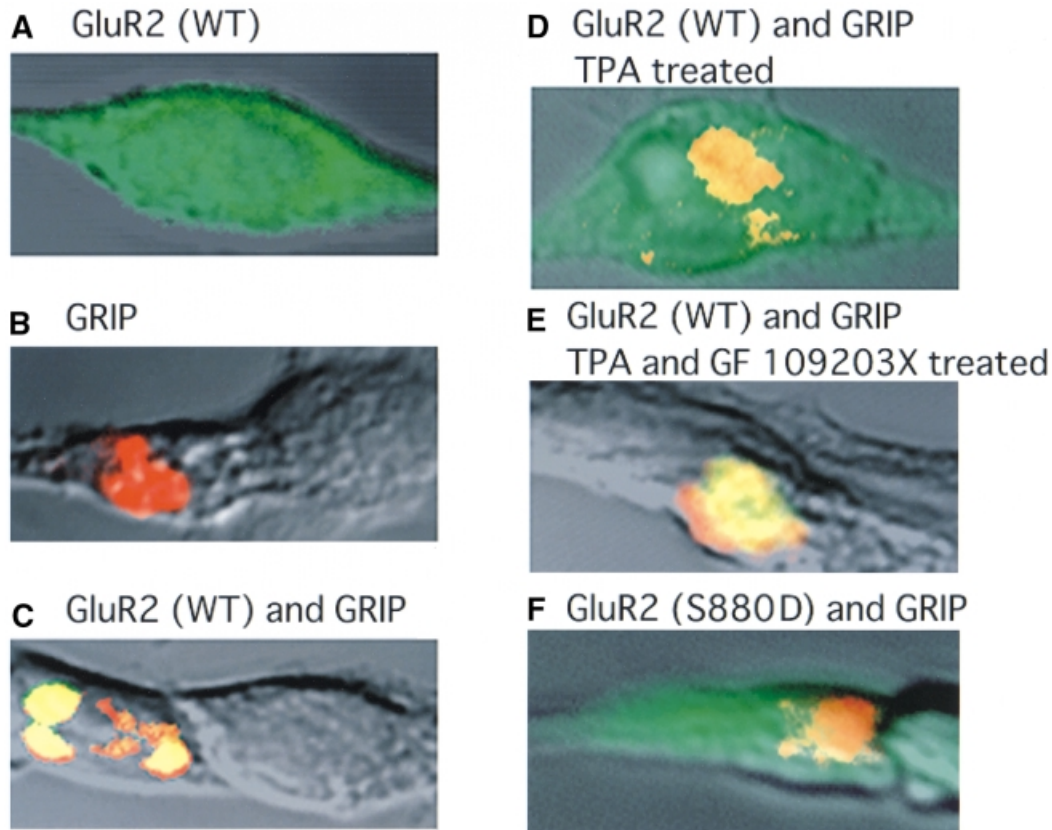 A GluR2 (WT)
B GRIP
C GluR2 (WT) and GRIP
D GluR2 (WT) and GRIP
TPA treated
E GluR2 (WT) and GRIP
TPA and GF 109203X treated
F GluR2 (S880D) and GRIP